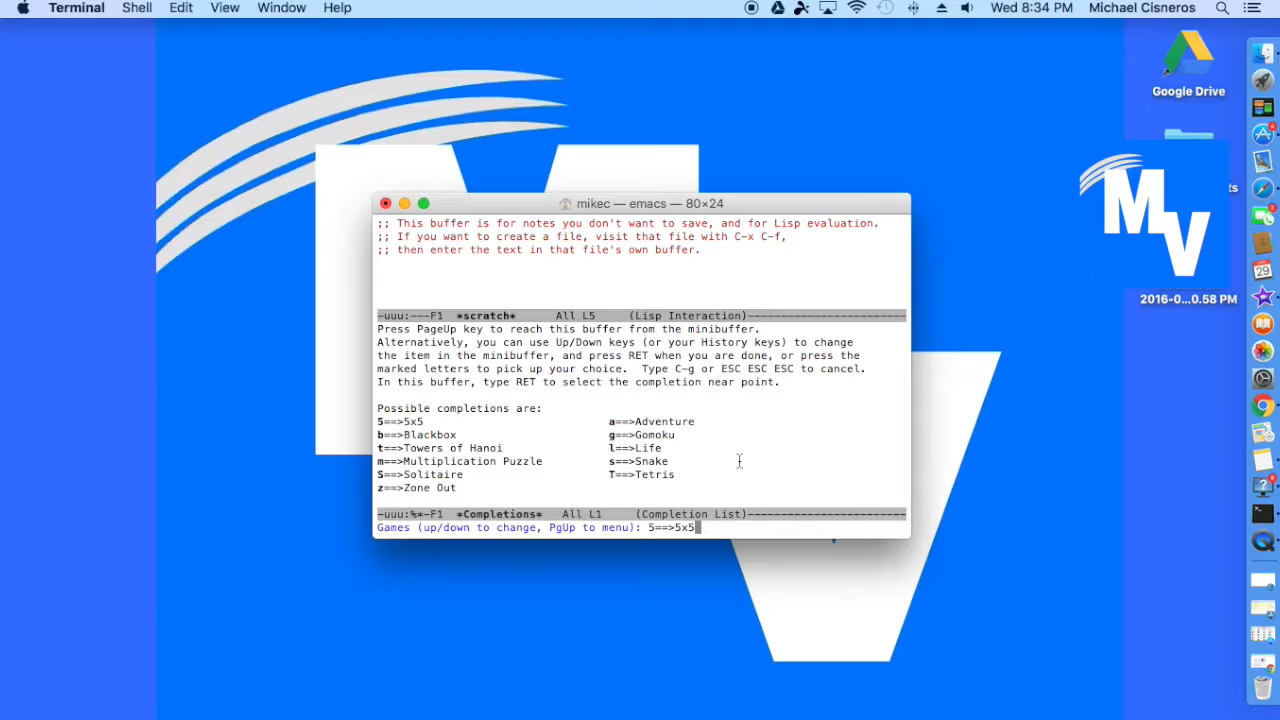 Terminal Shell Edit View Window Help Wed 8:34 PM Michael Cisneros
Google Drive
MV
2016-0...0.58 PM
29
mikec — emacs — 80×24
;; This buffer is for notes you don't want to save, and for Lisp evaluation.
;; If you want to create a file, visit that file with C-x C-f,
;; then enter the text in that file's own buffer.
-uuu:---F1 *scratch* All L5 (Lisp Interaction)------------------------
Press PageUp key to reach this buffer from the minibuffer.
Alternatively, you can use Up/Down keys (or your History keys) to change
the item in the minibuffer, and press RET when you are done, or press the
marked letters to pick up your choice. Type C-g or ESC ESC ESC to cancel.
In this buffer, type RET to select the completion near point.
Possible completions are:
5==>5x5 a==>Adventure
b==>Blackbox g==>Gomoku
t==>Towers of Hanoi l==>Life
m==>Multiplication Puzzle s==>Snake
S==>Solitaire T==>Tetris
z==>Zone Out
-uuu:%*-F1 *Completions* All L1 (Completion List)------------------------
Games (up/down to change, PgUp to menu): 5==>5x5